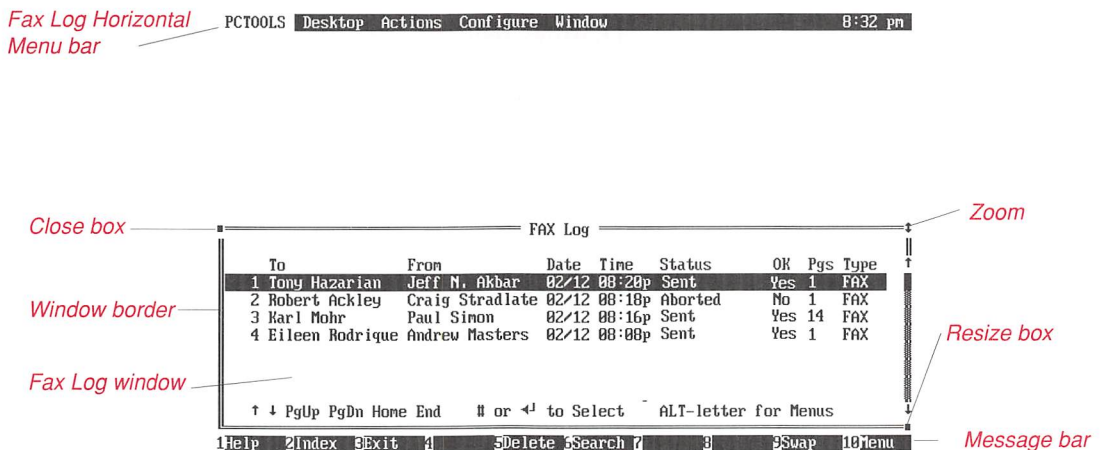 Fax Log Horizontal
Menu bar
PCTOOLS Desktop Actions Configure Window 8:32 pm
Close box
FAX Log
Zoom
To From Date Time Status OK Pgs Type
1 Tony Hazarian Jeff N. Akbar 02/12 08:20p Sent Yes 1 FAX
2 Robert Ackley Craig Stradlate 02/12 08:18p Aborted No 1 FAX
3 Karl Mohr Paul Simon 02/12 08:16p Sent Yes 14 FAX
4 Eileen Rodrique Andrew Masters 02/12 08:08p Sent Yes 1 FAX
Window border
Resize box
Fax Log window
↑ ↓ PgUp PgDn Home End # or ↵ to Select ALT-letter for Menus
1Help 2Index 3Exit 4 5Delete 6Search 7 8 9Swap 10Menu
Message bar